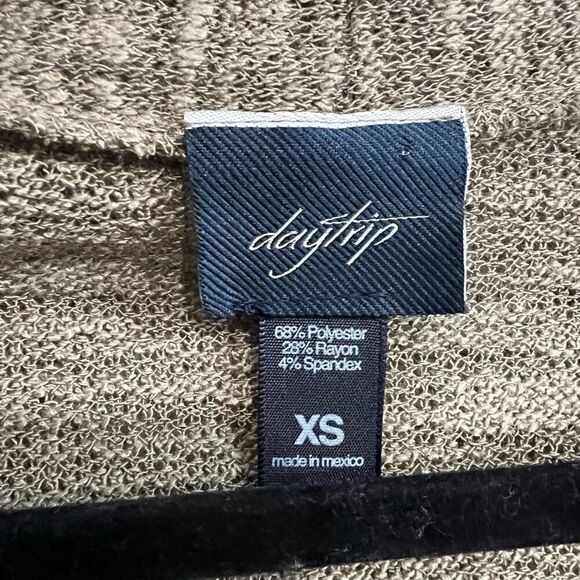 daytrip
68% Polyester
28% Rayon
4% Spandex
XS
made in mexico